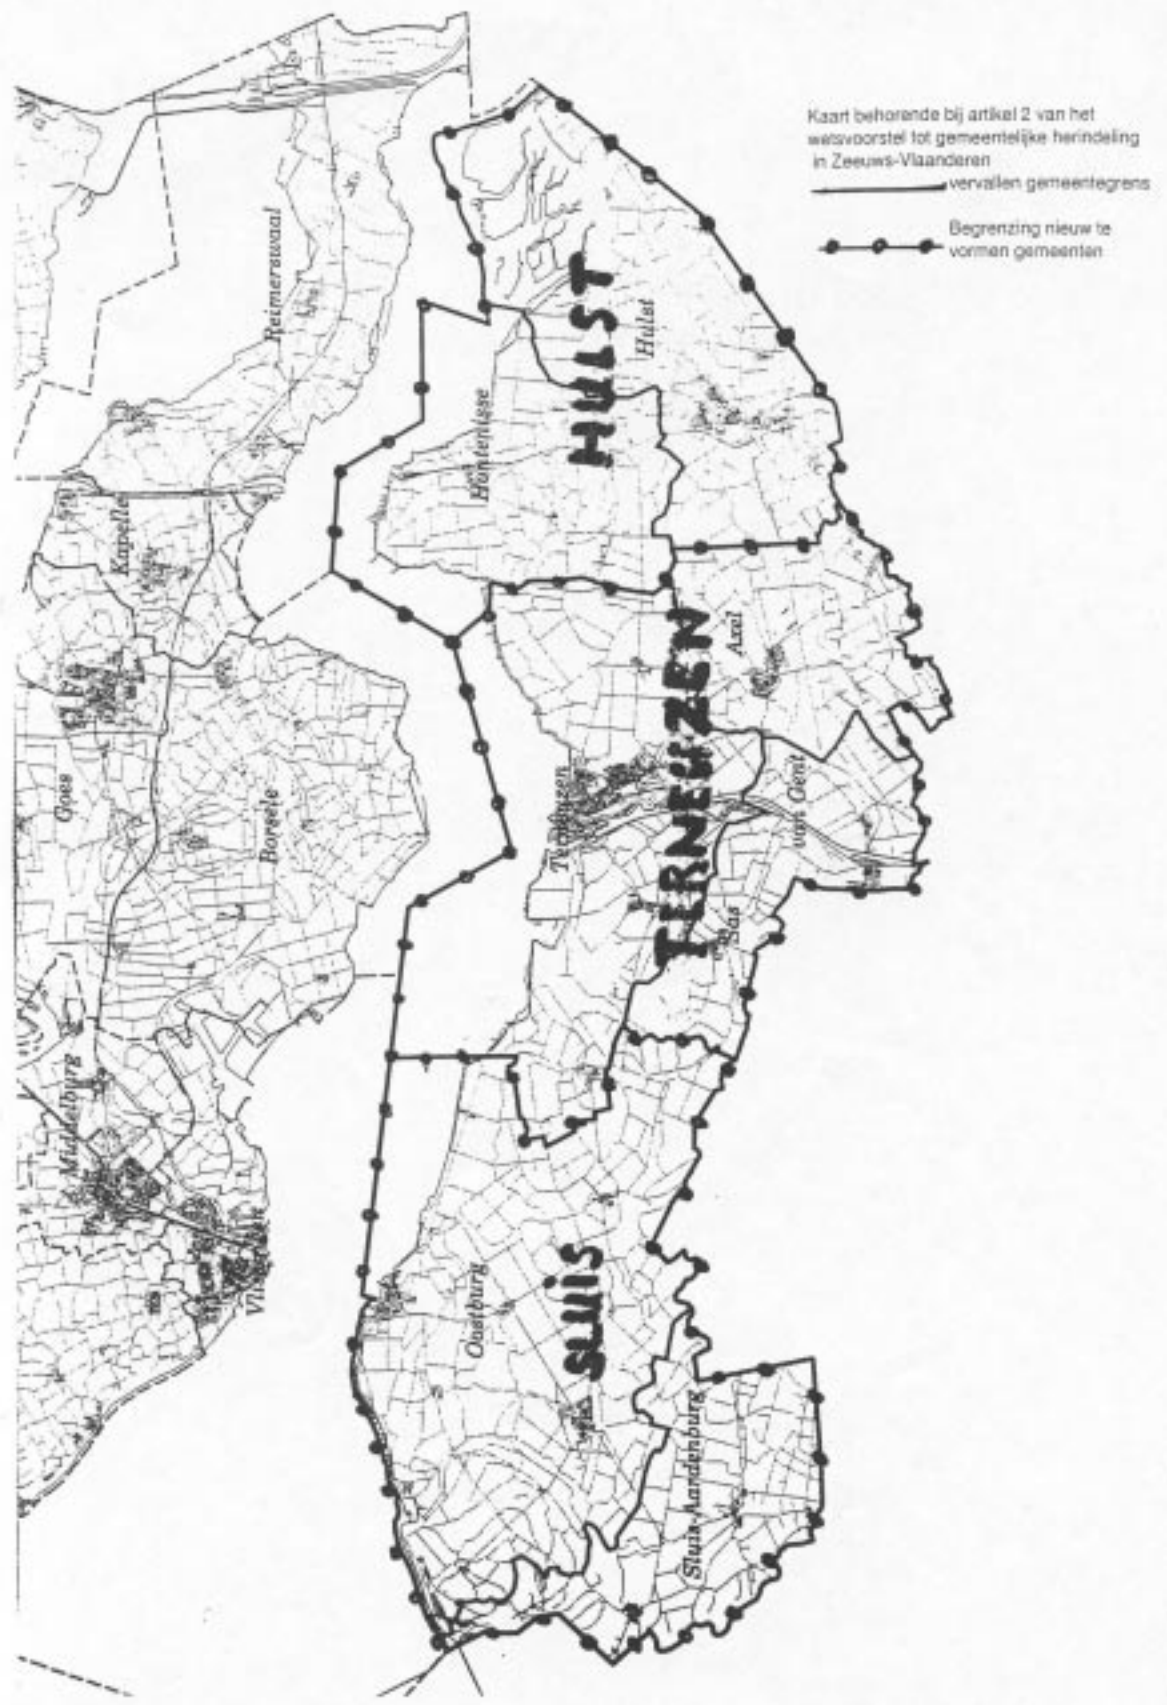 Kaart behorende bij artikel 2 van het
wetsvoorstel tot gemeentelijke herindeling
in Zeeuws-Vlaanderen
vervallen gemeentegrens
Begrenzing nieuw te
vormen gemeenten
Reimerswaal
HULST
Hulst
Hontenisse
Kapelle
Goes
Borsele
TERNEUZEN
Axel
Terneuzen
Sas
van Gent
Middelburg
SLUIS
Oostburg
Sluis-Aardenburg